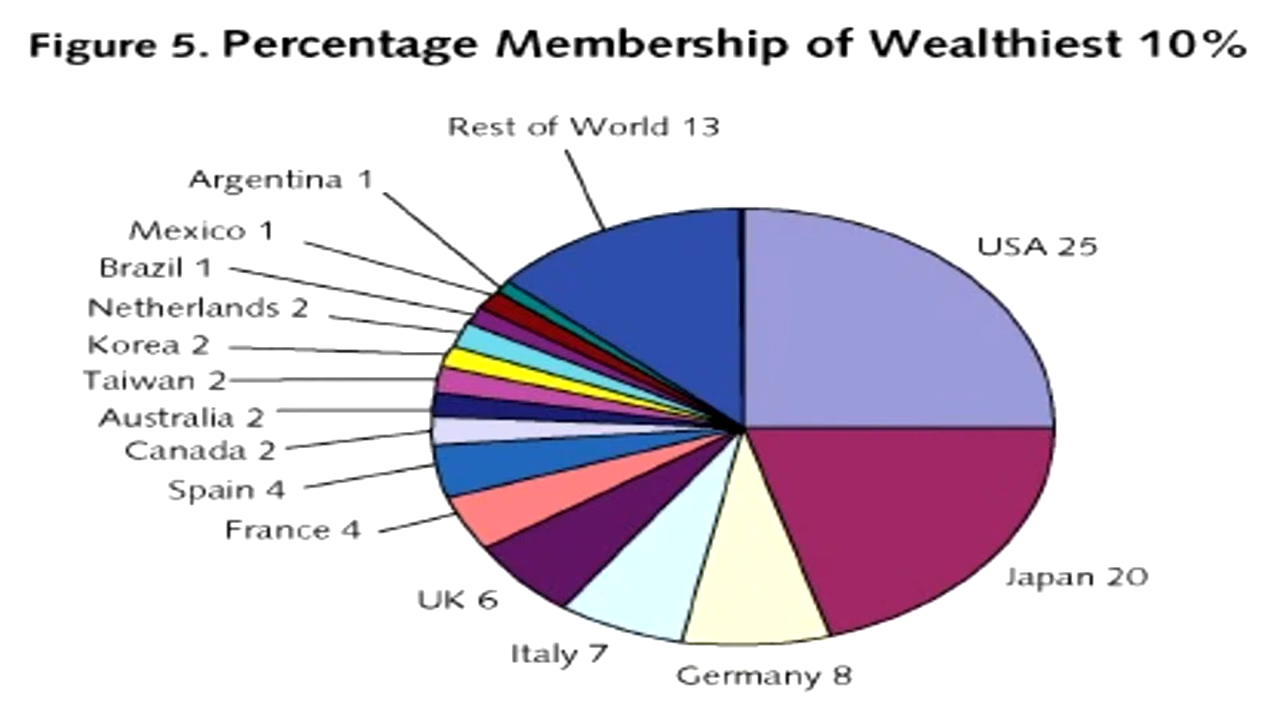 Figure 5. Percentage Membership of Wealthiest 10%
Rest of World 13
Argentina 1
Mexico 1
Brazil 1
Netherlands 2
Korea 2
Taiwan 2
Australia 2
Canada 2
Spain 4
France 4
UK 6
Italy 7
Germany 8
Japan 20
USA 25